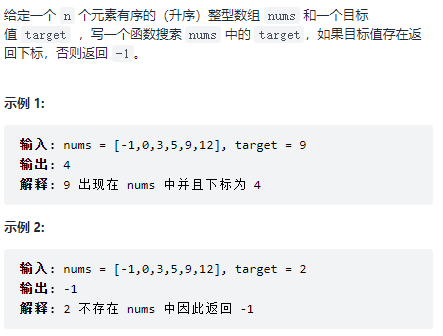 给定一个 n 个元素有序的（升序）整型数组 nums 和一个目标
值 target ，写一个函数搜索 nums 中的 target，如果目标值存在返
回下标，否则返回 -1。
示例 1:
输入: nums = [-1,0,3,5,9,12], target = 9
输出: 4
解释: 9 出现在 nums 中并且下标为 4
示例 2:
输入: nums = [-1,0,3,5,9,12], target = 2
输出: -1
解释: 2 不存在 nums 中因此返回 -1